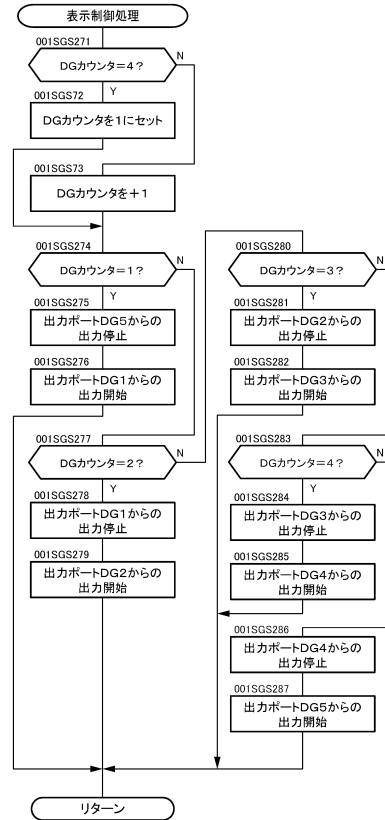 表示制御処理
001SGS271
DGカウンタ＝4？
N
Y
001SGS72
DGカウンタを1にセット
001SGS73
DGカウンタを＋1
001SGS274
DGカウンタ＝1？
N
Y
001SGS275
出力ポートDG5からの
出力停止
001SGS276
出力ポートDG1からの
出力開始
001SGS277
DGカウンタ＝2？
N
Y
001SGS278
出力ポートDG1からの
出力停止
001SGS279
出力ポートDG2からの
出力開始
001SGS280
DGカウンタ＝3？
N
Y
001SGS281
出力ポートDG2からの
出力停止
001SGS282
出力ポートDG3からの
出力開始
001SGS283
DGカウンタ＝4？
N
Y
001SGS284
出力ポートDG3からの
出力停止
001SGS285
出力ポートDG4からの
出力開始
001SGS286
出力ポートDG4からの
出力停止
001SGS287
出力ポートDG5からの
出力開始
リターン